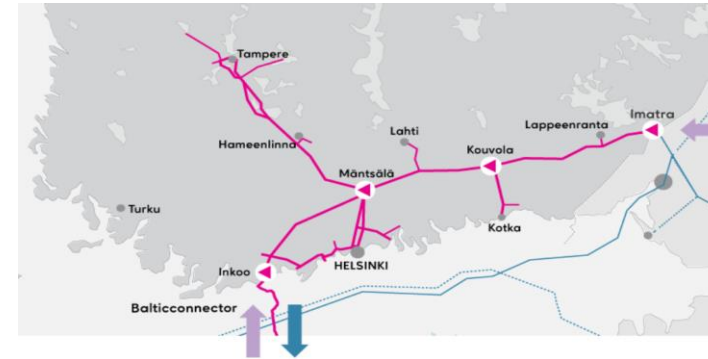 Tampere
Imatra
Lappeenranta
Lahti
Hameenlinna
Kouvola
Mäntsälä
Turku
Kotka
HELSINKI
Inkoo
Balticconnector